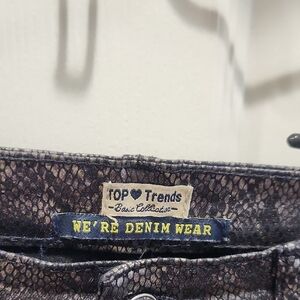 TOP ♥ Trends
-Basic Collection-
WE'RE DENIM WEAR